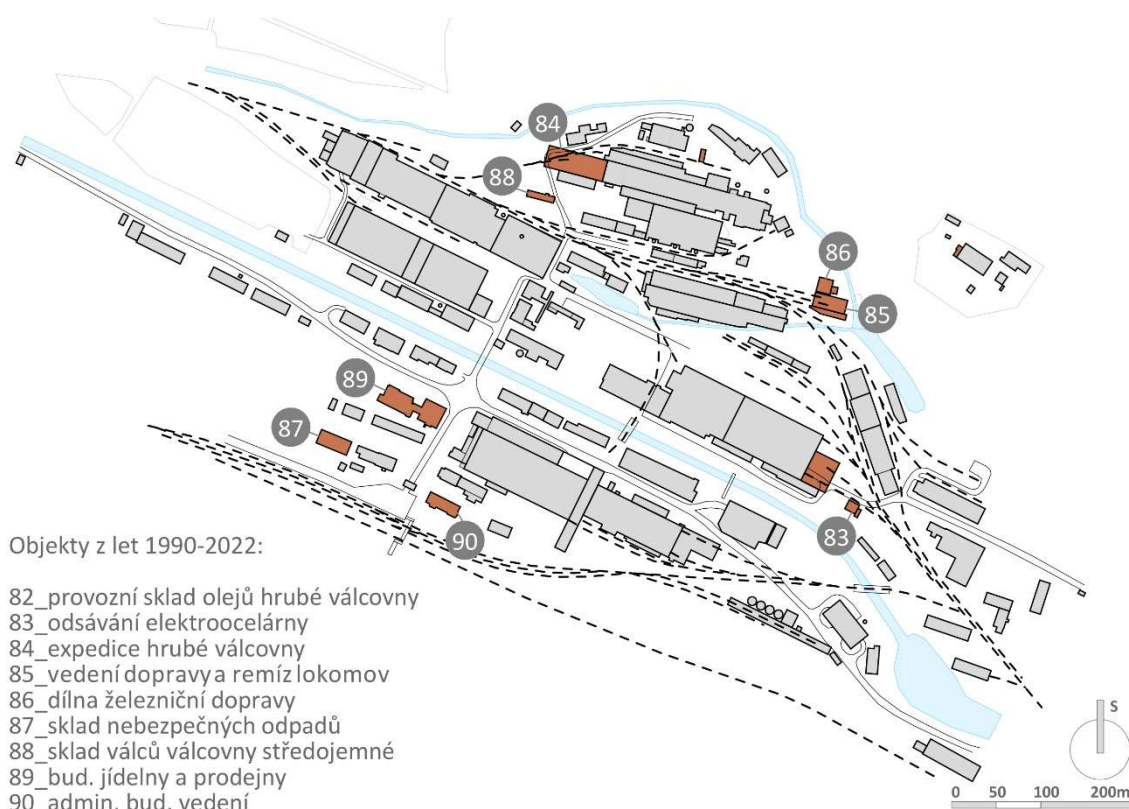 84
88
86
85
89
87
90
83
Objekty z let 1990-2022:
82_provozní sklad olejů hrubé válcovny
83_odsávání elektroocelárny
84_expedice hrubé válcovny
85_vedení dopravy a remíz lokomov
86_dílna železniční dopravy
87_sklad nebezpečných odpadů
88_sklad válců válcovny středojemné
89_bud. jídelny a prodejny
90_admin. bud. vedení
S
0 50 100 200m